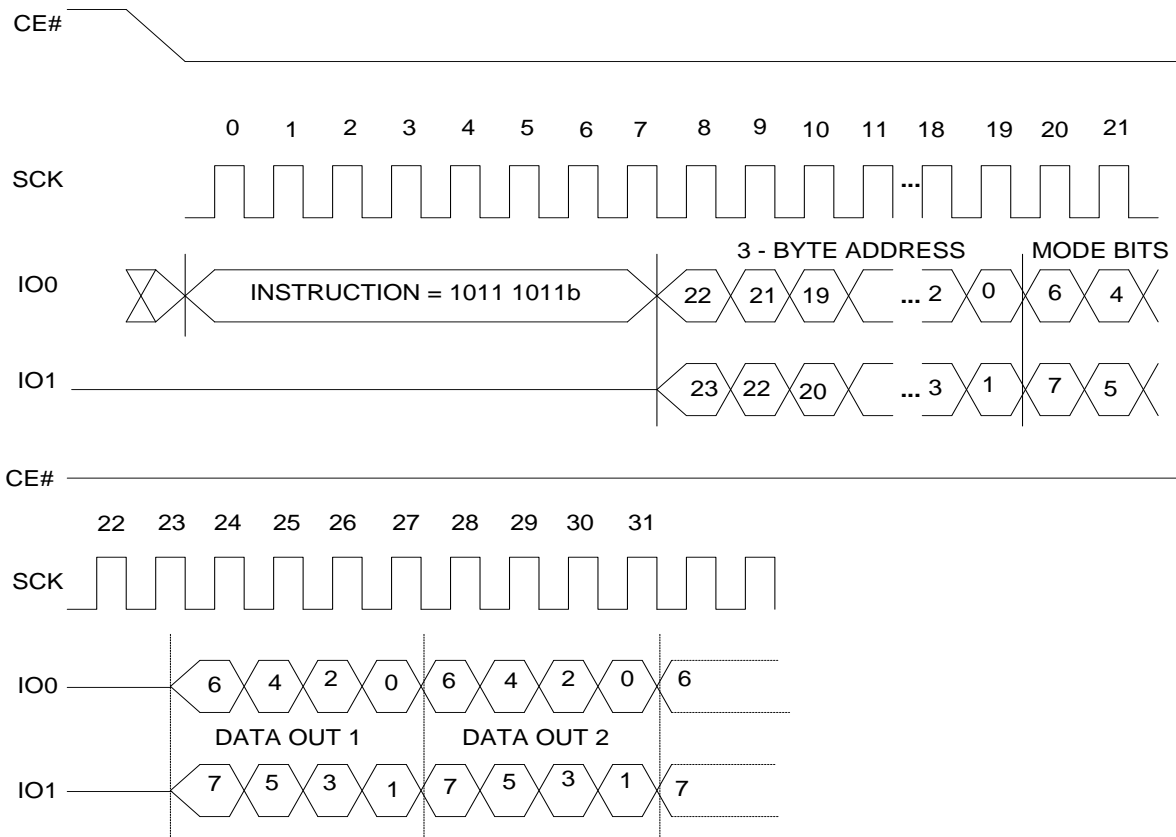 CE#
0 1 2 3 4 5 6 7 8 9 10 11 18 19 20 21
SCK ...
3 - BYTE ADDRESS MODE BITS
IO0 INSTRUCTION = 1011 1011b 22 21 19 ... 2 0 6 4
IO1 23 22 20 ... 3 1 7 5
CE#
22 23 24 25 26 27 28 29 30 31
SCK
IO0 6 4 2 0 6 4 2 0 6
DATA OUT 1 DATA OUT 2
IO1 7 5 3 1 7 5 3 1 7